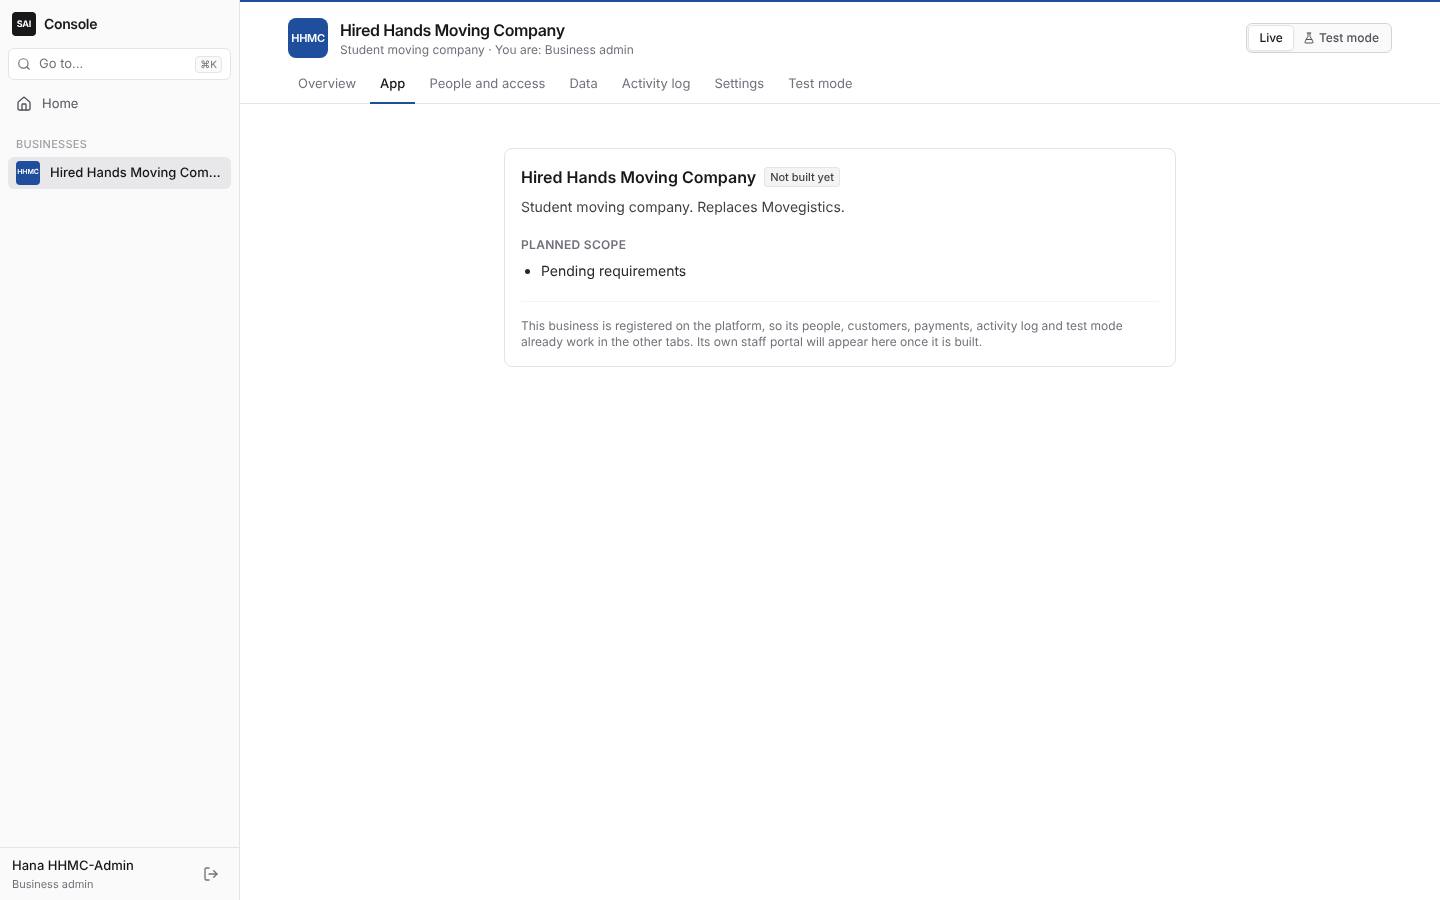 SAI Console
Go to... ⌘K
Home
BUSINESSES
HHMC Hired Hands Moving Com...
Hana HHMC-Admin
Business admin
HHMC
Hired Hands Moving Company
Student moving company · You are: Business admin
Live Test mode
Overview App People and access Data Activity log Settings Test mode
Hired Hands Moving Company Not built yet
Student moving company. Replaces Movegistics.
PLANNED SCOPE
• Pending requirements
This business is registered on the platform, so its people, customers, payments, activity log and test mode
already work in the other tabs. Its own staff portal will appear here once it is built.